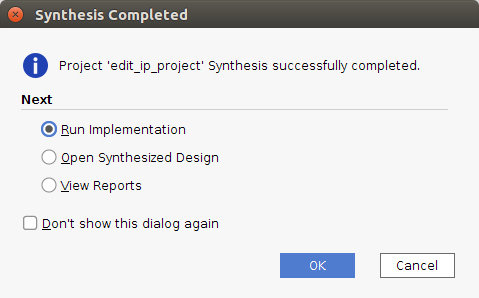 Synthesis Completed
Project 'edit_ip_project' Synthesis successfully completed.
Next
Run Implementation
Open Synthesized Design
View Reports
Don't show this dialog again
OK Cancel